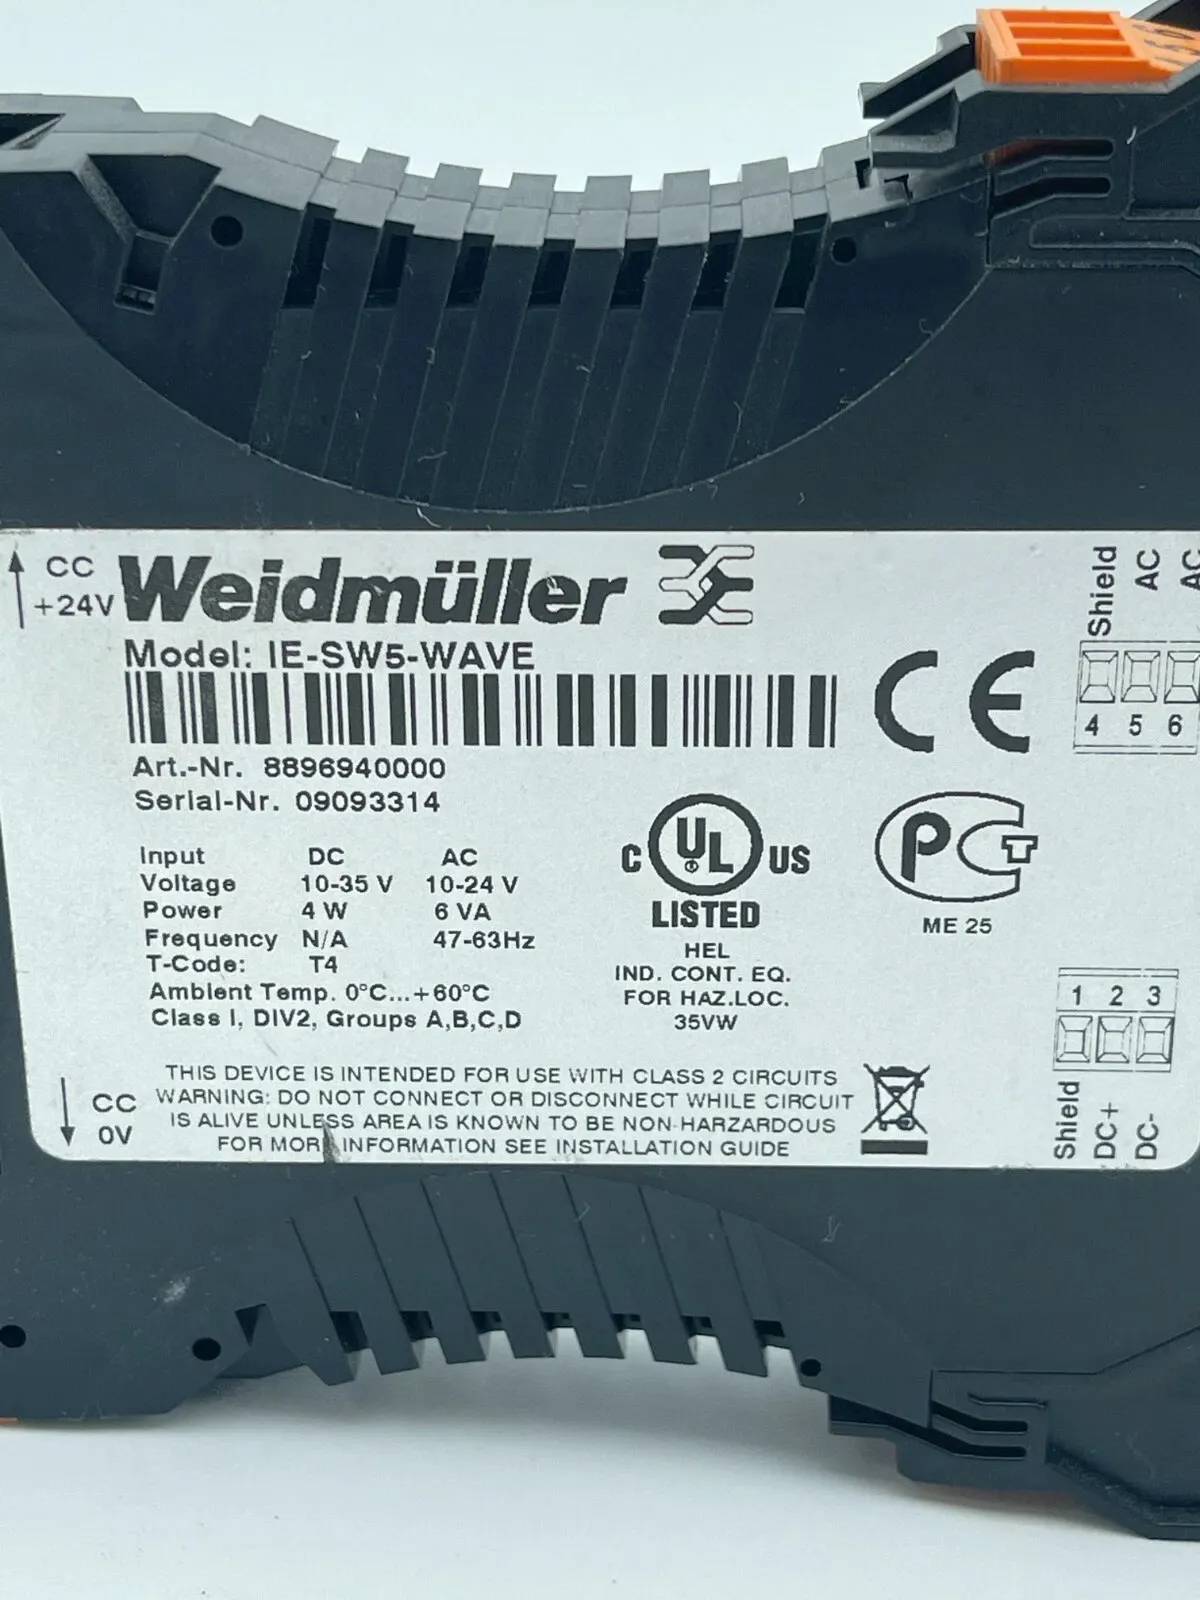 CC
+24V
Weidmüller
Model: IE-SW5-WAVE
Art.-Nr. 8896940000
Serial-Nr. 09093314
Input DC AC
Voltage 10-35 V 10-24 V
Power 4 W 6 VA
Frequency N/A 47-63Hz
T-Code: T4
Ambient Temp. 0°C...+60°C
Class I, DIV2, Groups A,B,C,D
CE
C UL US
LISTED
HEL
IND. CONT. EQ.
FOR HAZ.LOC.
35VW
PCT
ME 25
Shield AC AC
4 5 6
1 2 3
Shield DC+ DC-
CC
0V
THIS DEVICE IS INTENDED FOR USE WITH CLASS 2 CIRCUITS
WARNING: DO NOT CONNECT OR DISCONNECT WHILE CIRCUIT
IS ALIVE UNLESS AREA IS KNOWN TO BE NON-HARZARDOUS
FOR MORE INFORMATION SEE INSTALLATION GUIDE